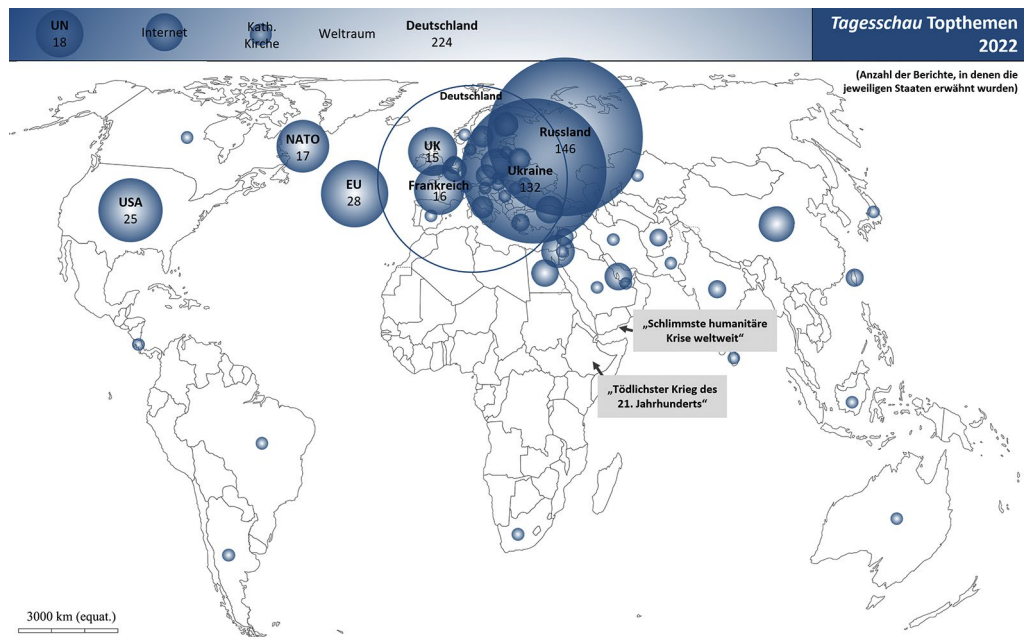 UN
18
Internet
Kath.
Kirche
Weltraum
Deutschland
224
Tagesschau Topthemen
2022
(Anzahl der Berichte, in denen die
jeweiligen Staaten erwähnt wurden)
Deutschland
NATO
17
UK
15
Russland
146
USA
25
EU
28
Frankreich
16
Ukraine
132
„Schlimmste humanitäre
Krise weltweit“
„Tödlichster Krieg des
21. Jahrhunderts“
3000 km (equat.)